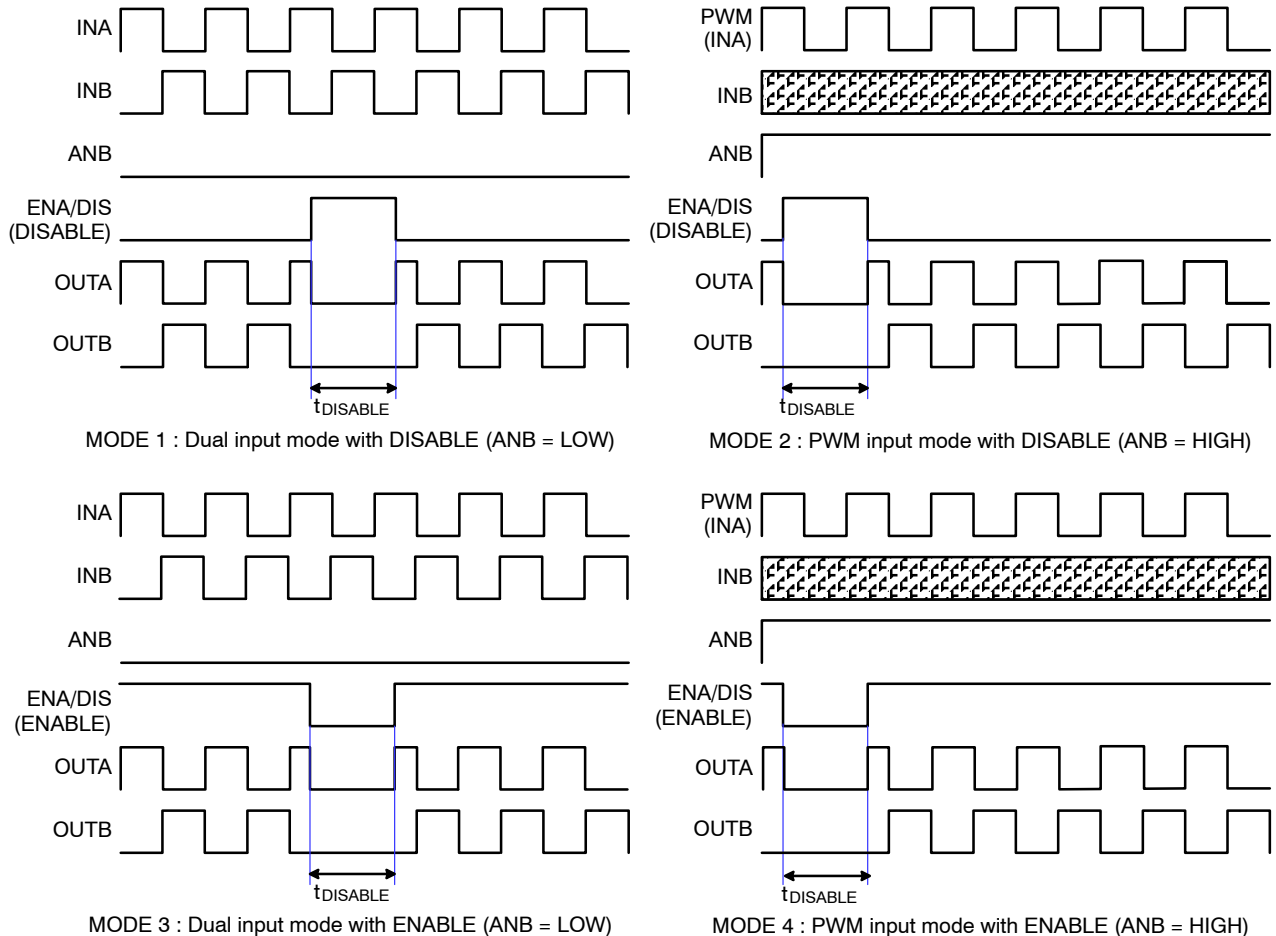 INA
INB
ANB
ENA/DIS
(DISABLE)
OUTA
OUTB
tDISABLE
MODE 1 : Dual input mode with DISABLE (ANB = LOW)
PWM
(INA)
INB
ANB
ENA/DIS
(DISABLE)
OUTA
OUTB
tDISABLE
MODE 2 : PWM input mode with DISABLE (ANB = HIGH)
INA
INB
ANB
ENA/DIS
(ENABLE)
OUTA
OUTB
tDISABLE
MODE 3 : Dual input mode with ENABLE (ANB = LOW)
PWM
(INA)
INB
ANB
ENA/DIS
(ENABLE)
OUTA
OUTB
tDISABLE
MODE 4 : PWM input mode with ENABLE (ANB = HIGH)